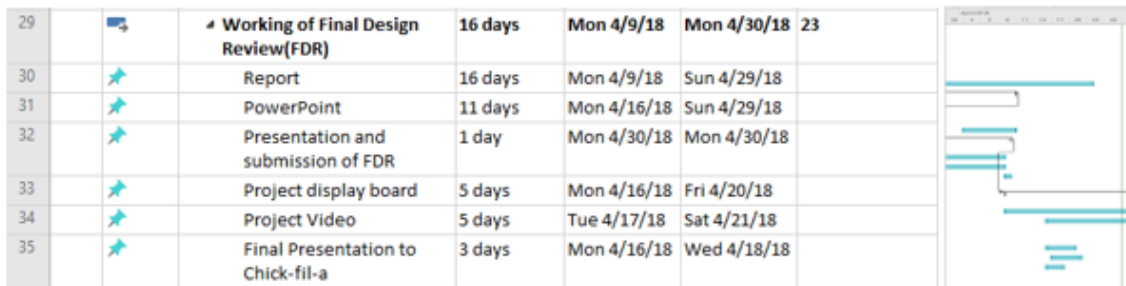 29 Working of Final Design 16 days Mon 4/9/18 Mon 4/30/18 23
Review(FDR)
30 Report 16 days Mon 4/9/18 Sun 4/29/18
31 PowerPoint 11 days Mon 4/16/18 Sun 4/29/18
32 Presentation and 1 day Mon 4/30/18 Mon 4/30/18
submission of FDR
33 Project display board 5 days Mon 4/16/18 Fri 4/20/18
34 Project Video 5 days Tue 4/17/18 Sat 4/21/18
35 Final Presentation to 3 days Mon 4/16/18 Wed 4/18/18
Chick-fil-a